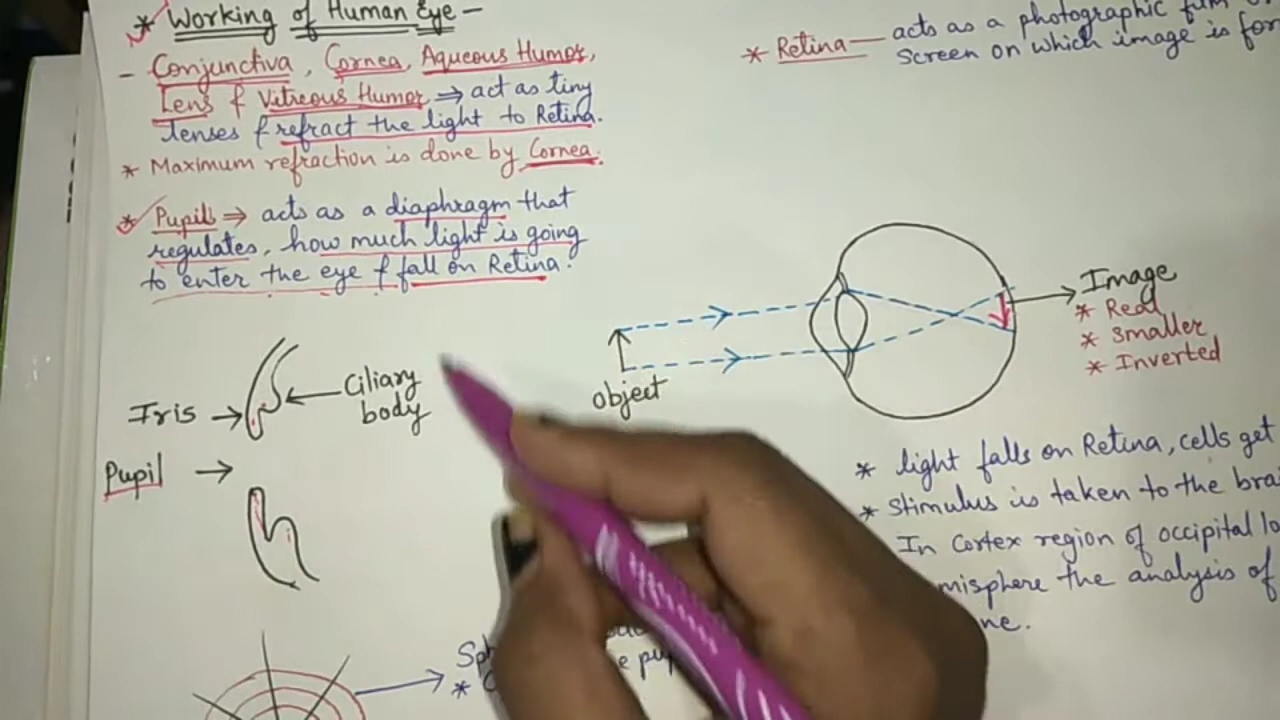 * Working of Human Eye -
- Conjunctiva, Cornea, Aqueous Humor,
Lens & Vitreous Humor ⇒ act as tiny
lenses & refract the light to Retina.
* Maximum refraction is done by Cornea.
* Pupil ⇒ acts as a diaphragm that
regulates, how much light is going
to enter the eye & fall on Retina.
Iris →
← Ciliary
body
Pupil →
* Retina — acts as a photographic
screen on which image is
object
→ Image
* Real
* Smaller
* Inverted
* light falls on Retina, cells get
* Stimulus is taken to the
In Cortex region of occipital
the analysis of